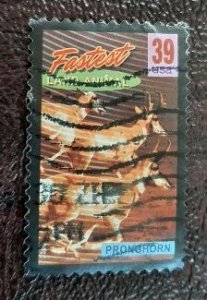 Fastest
39
LAND ANIMAL
USA
PRONGHORN